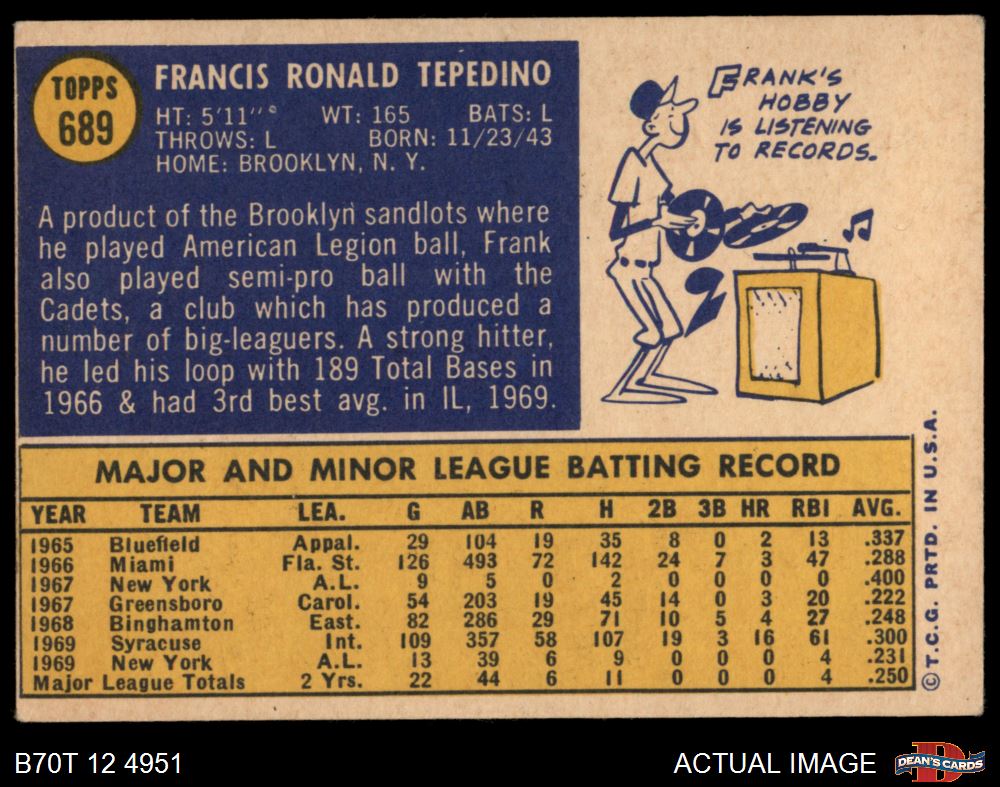 TOPPS
689
FRANCIS RONALD TEPEDINO
HT: 5'11" WT: 165 BATS: L
THROWS: L BORN: 11/23/43
HOME: BROOKLYN, N. Y.
A product of the Brooklyn sandlots where
he played American Legion ball, Frank
also played semi-pro ball with the
Cadets, a club which has produced a
number of big-leaguers. A strong hitter,
he led his loop with 189 Total Bases in
1966 & had 3rd best avg. in IL, 1969.
FRANK'S
HOBBY
IS LISTENING
TO RECORDS.
MAJOR AND MINOR LEAGUE BATTING RECORD
YEAR TEAM LEA. G AB R H 2B 3B HR RBI AVG.
1965 Bluefield Appal. 29 104 19 35 8 0 2 13 .337
1966 Miami Fla. St. 126 493 72 142 24 7 3 47 .288
1967 New York A.L. 9 5 0 2 0 0 0 0 .400
1967 Greensboro Carol. 54 203 19 45 14 0 3 20 .222
1968 Binghamton East. 82 286 29 71 10 5 4 27 .248
1969 Syracuse Int. 109 357 58 107 19 3 16 61 .300
1969 New York A.L. 13 39 6 9 0 0 0 4 .231
Major League Totals 2 Yrs. 22 44 6 11 0 0 0 4 .250
© T.C.G. PRTD. IN U.S.A.
B70T 12 4951
ACTUAL IMAGE
DEAN'S CARDS